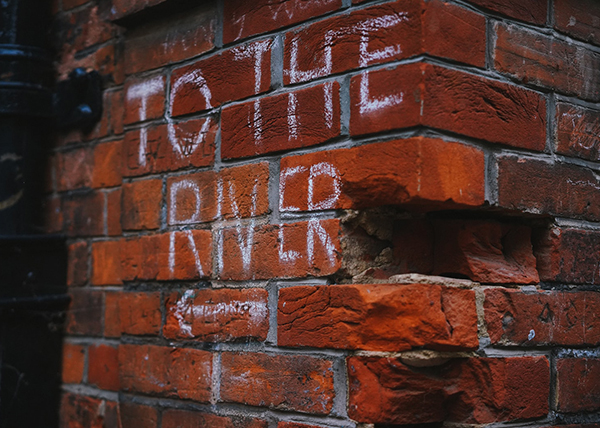 TO THE
RIVER
←